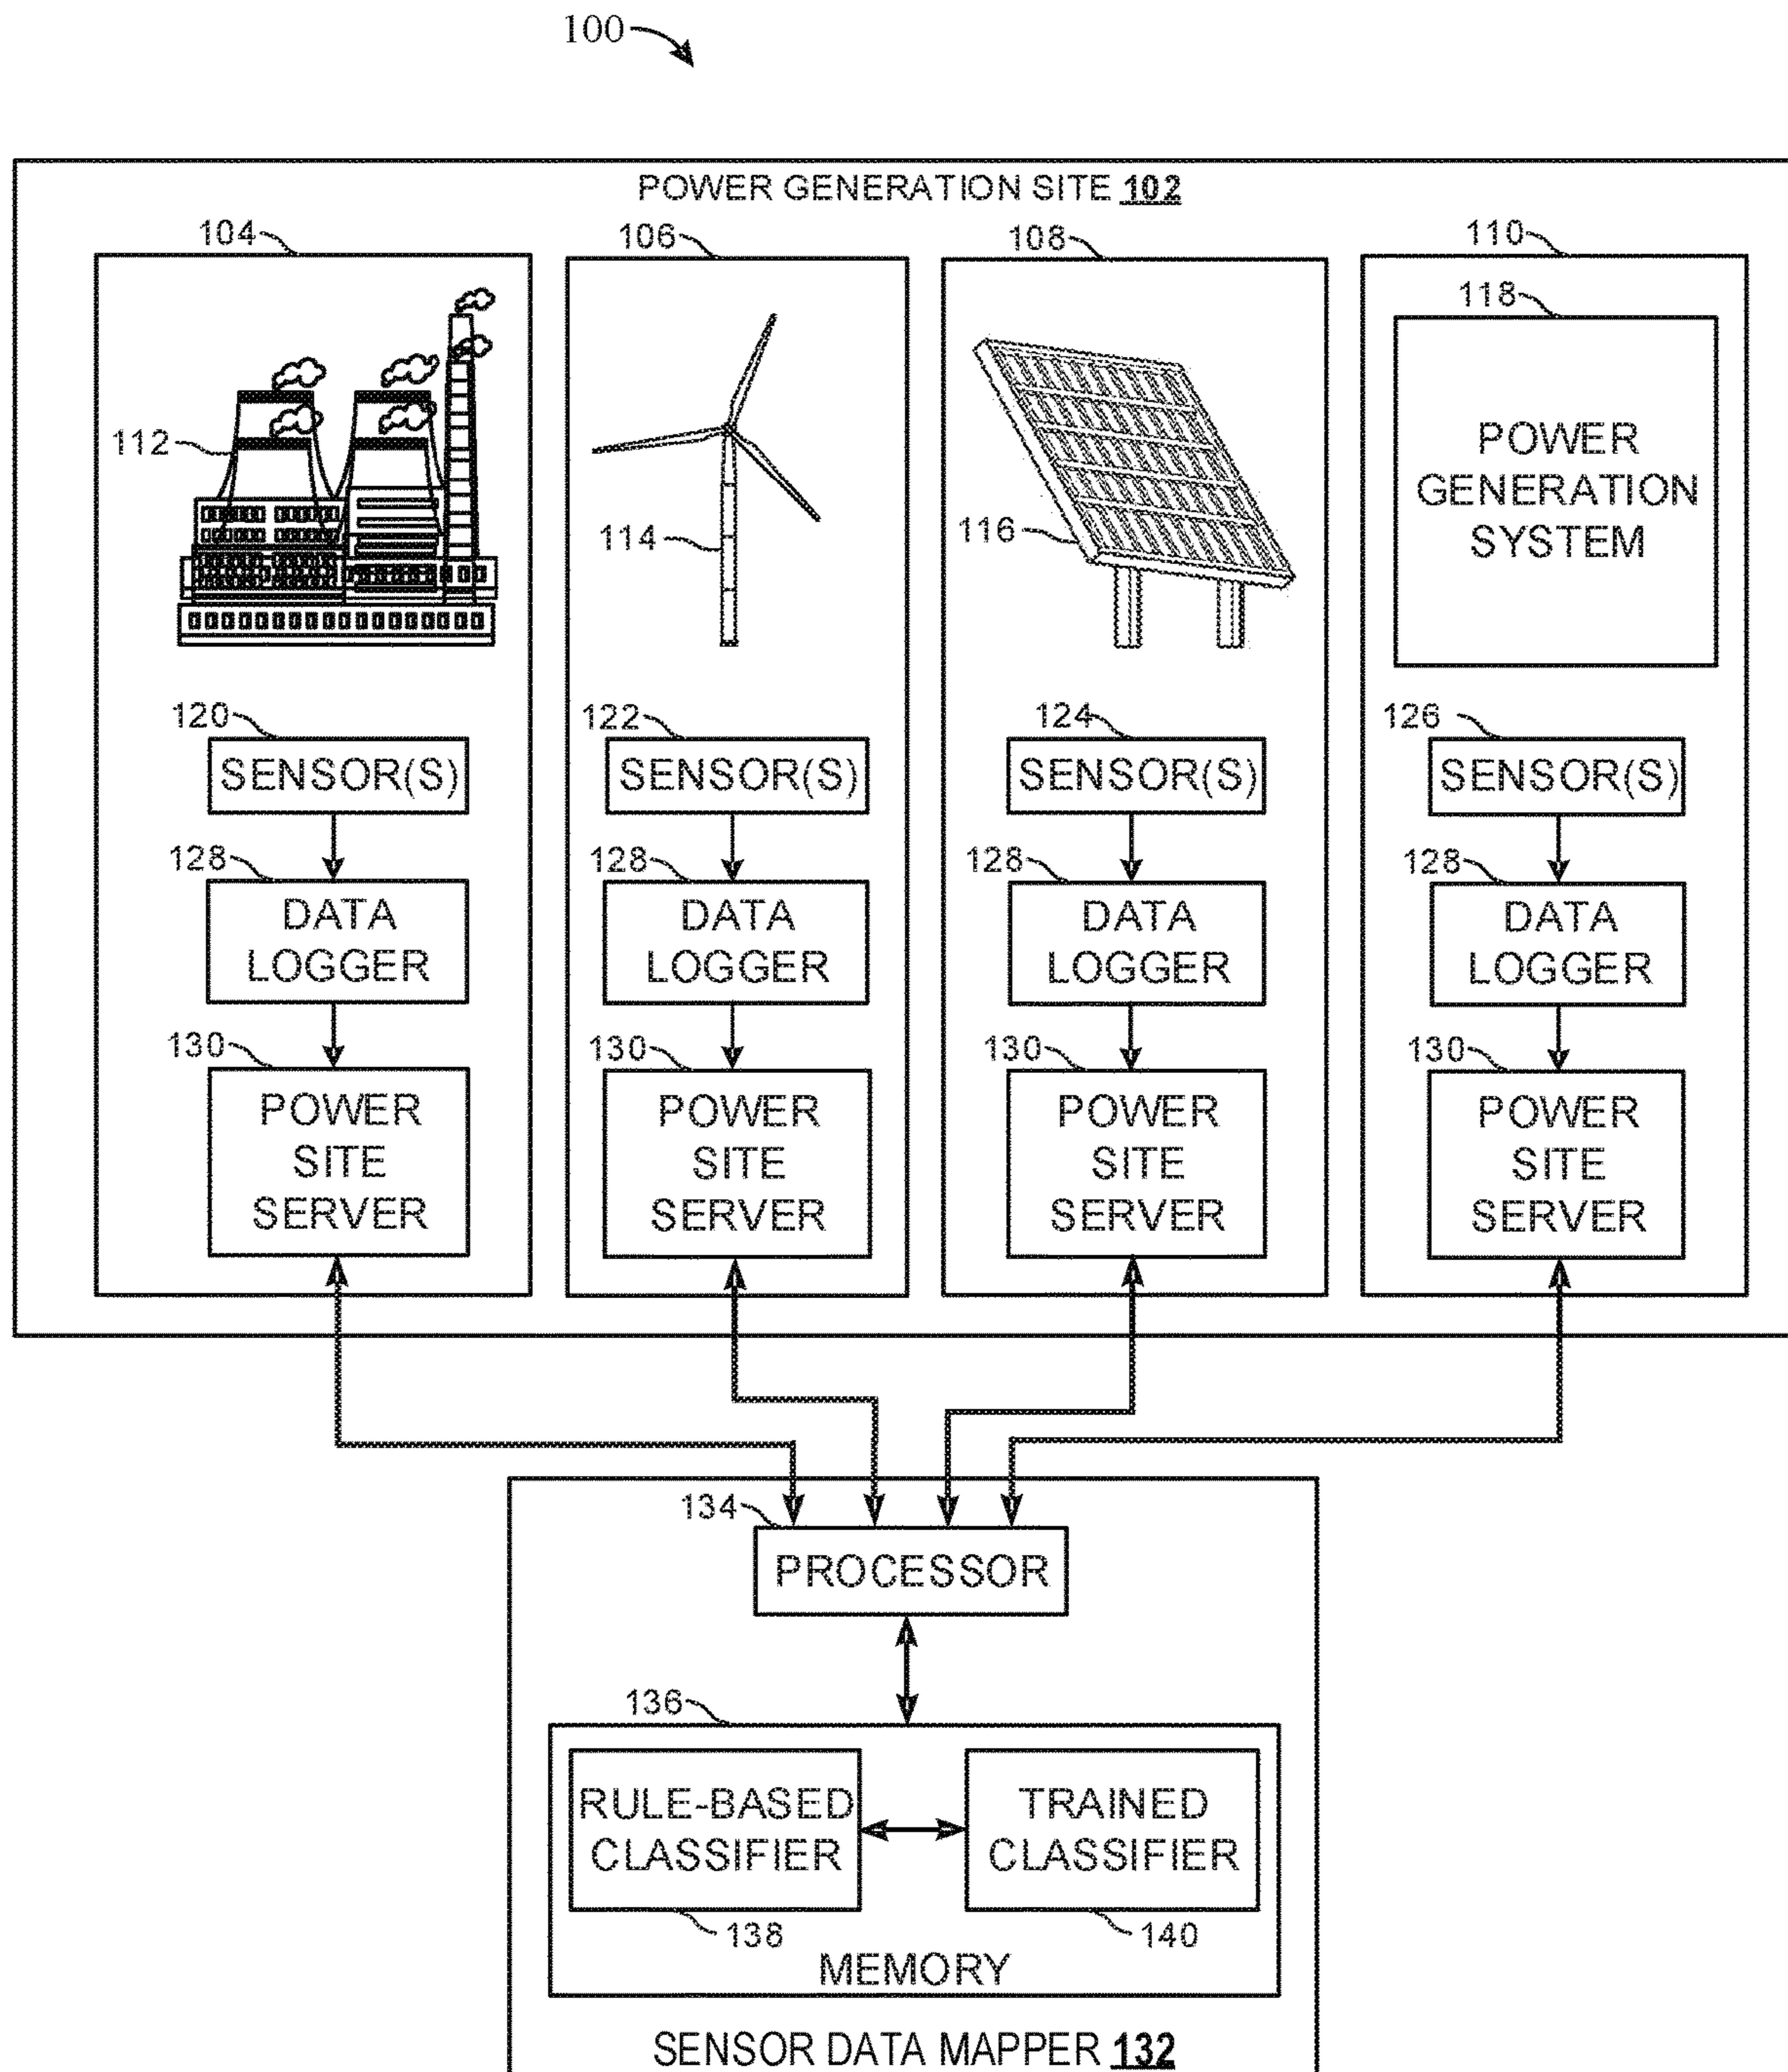 100
POWER GENERATION SITE 102
104
106
108
110
118
112
114
116
POWER
GENERATION
SYSTEM
120
122
124
126
SENSOR(S)
SENSOR(S)
SENSOR(S)
SENSOR(S)
128
128
128
128
DATA
LOGGER
DATA
LOGGER
DATA
LOGGER
DATA
LOGGER
130
130
130
130
POWER
SITE
SERVER
POWER
SITE
SERVER
POWER
SITE
SERVER
POWER
SITE
SERVER
134
PROCESSOR
136
RULE-BASED
CLASSIFIER
TRAINED
CLASSIFIER
138
140
MEMORY
SENSOR DATA MAPPER 132